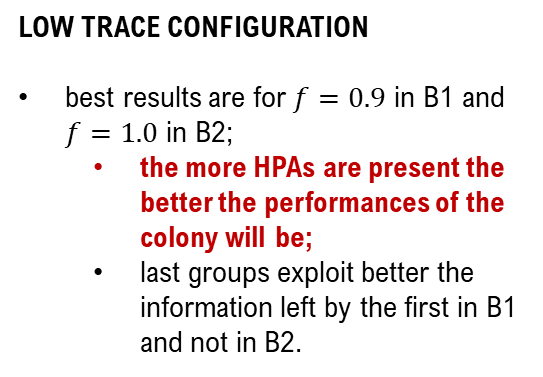 LOW TRACE CONFIGURATION
• best results are for f = 0.9 in B1 and
f = 1.0 in B2;
• the more HPAs are present the
better the performances of the
colony will be;
• last groups exploit better the
information left by the first in B1
and not in B2.